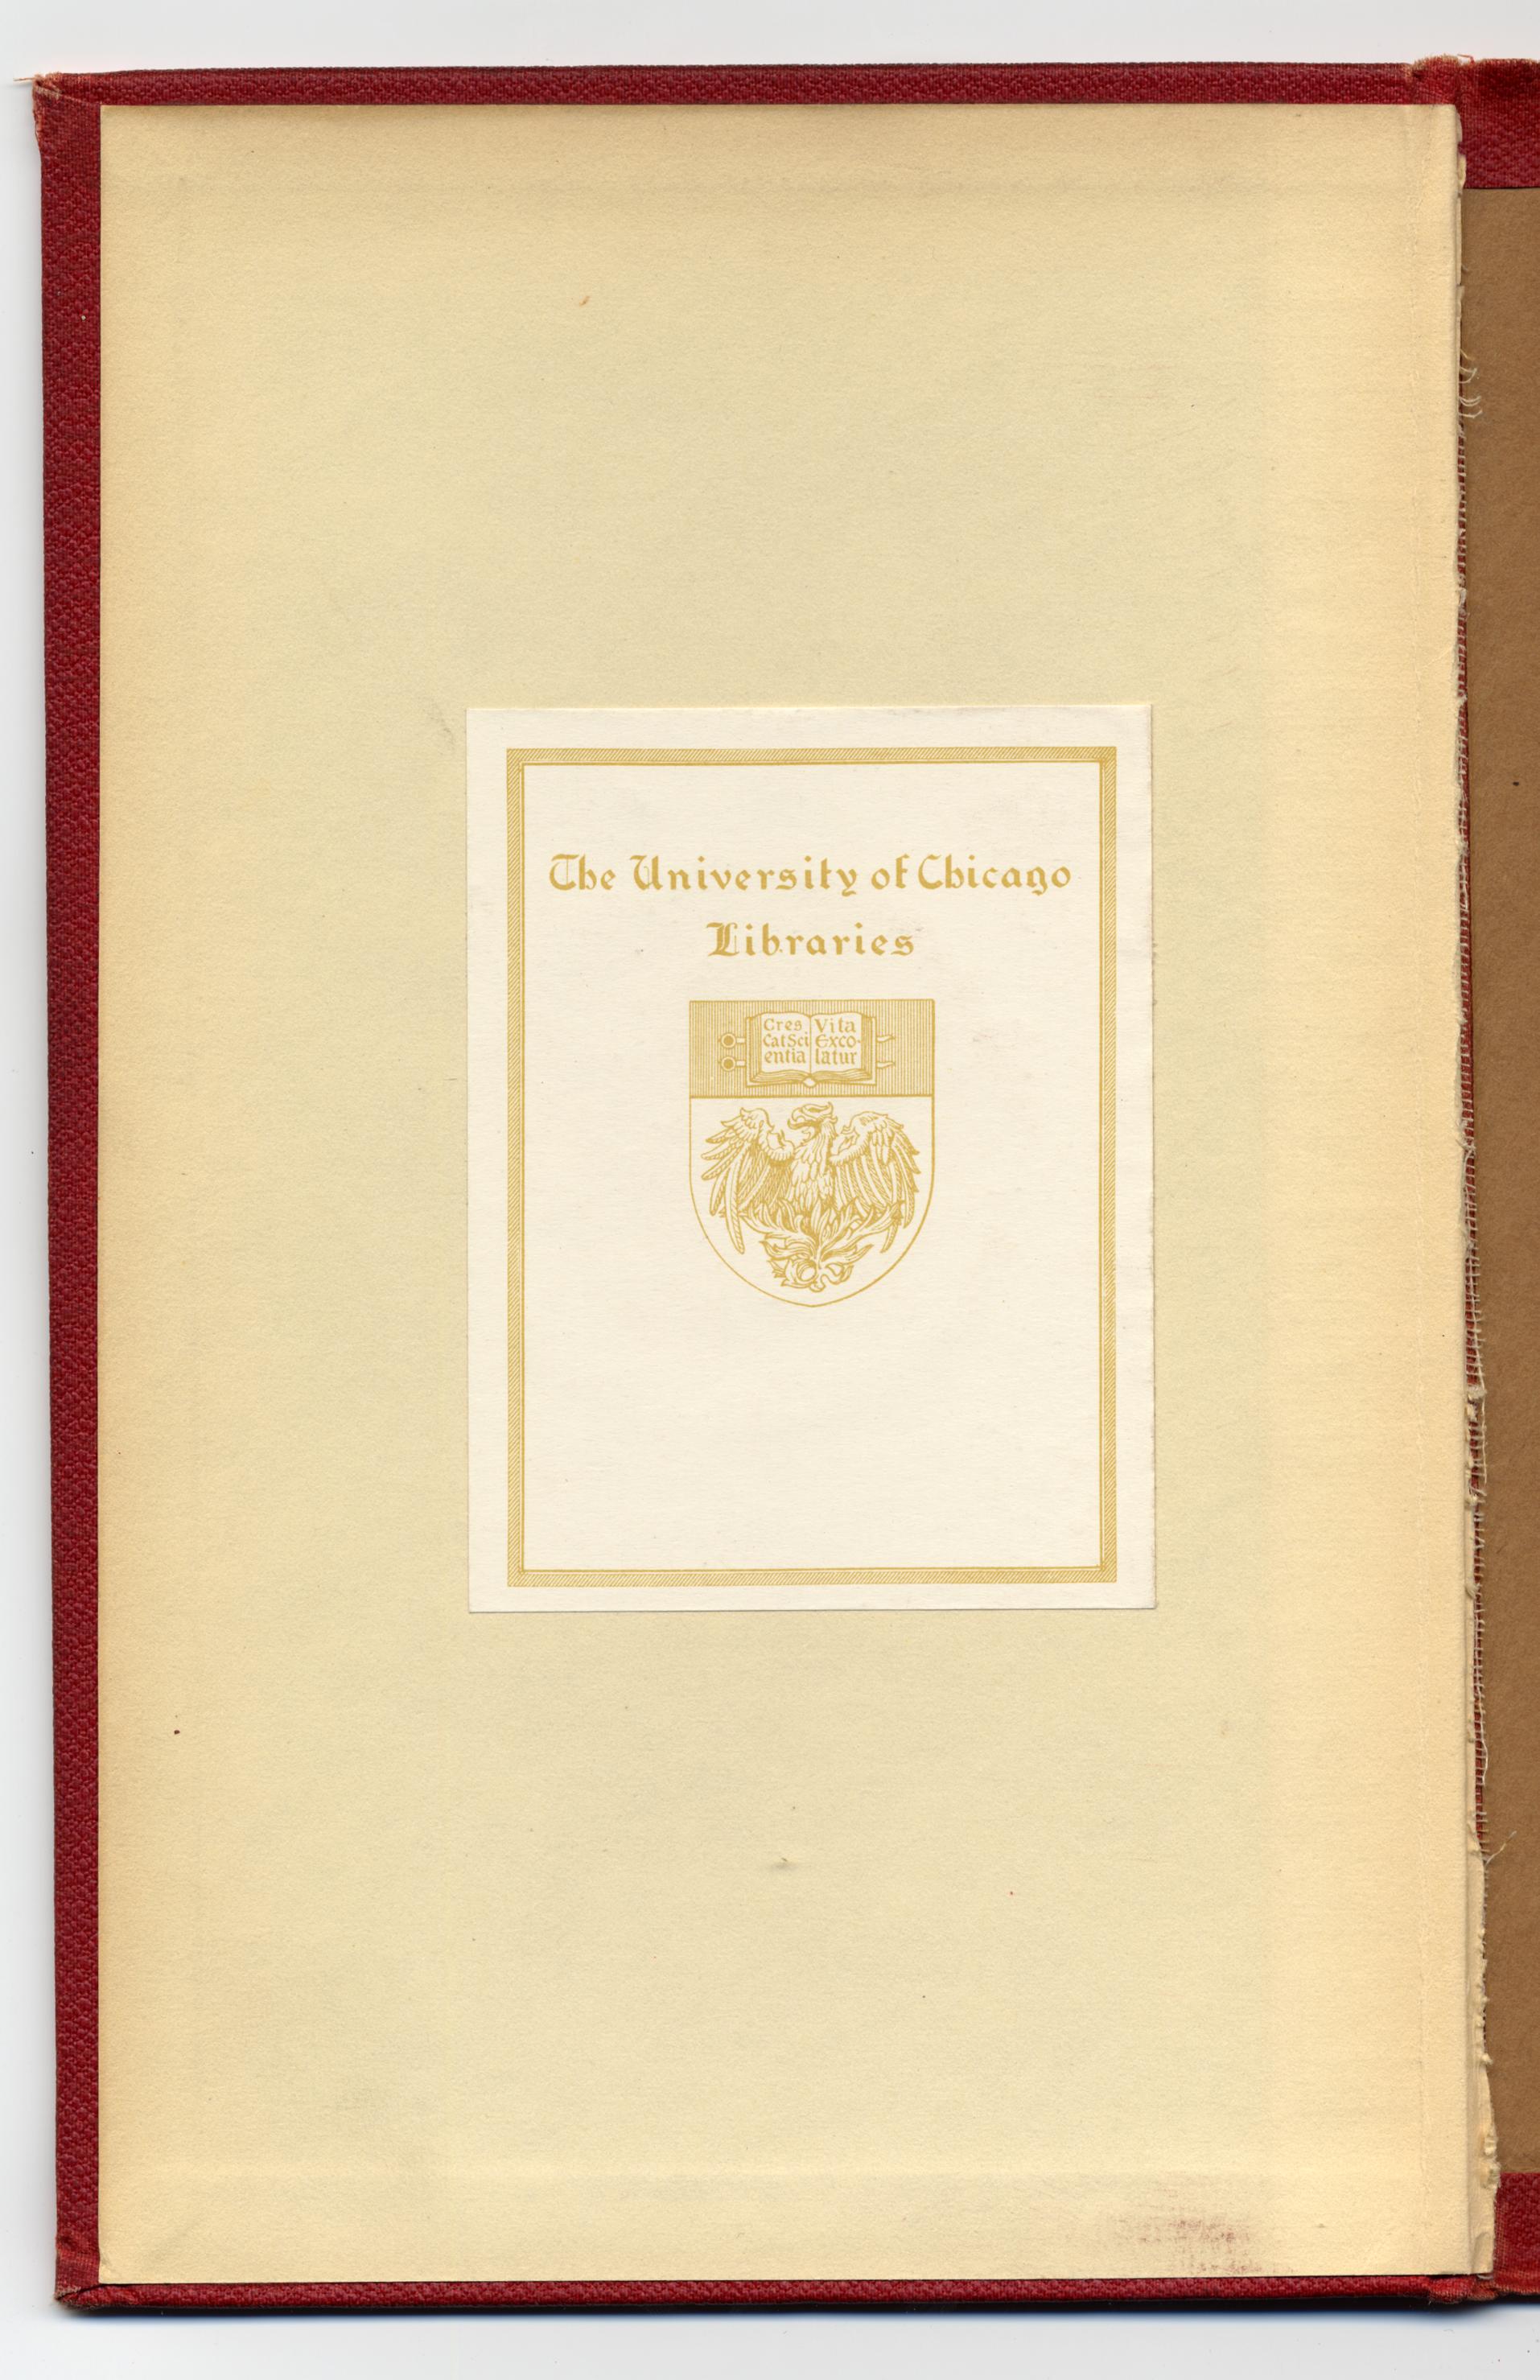 The University of Chicago
Libraries
Cres Vita
Cat Sci Exco-
entia latur